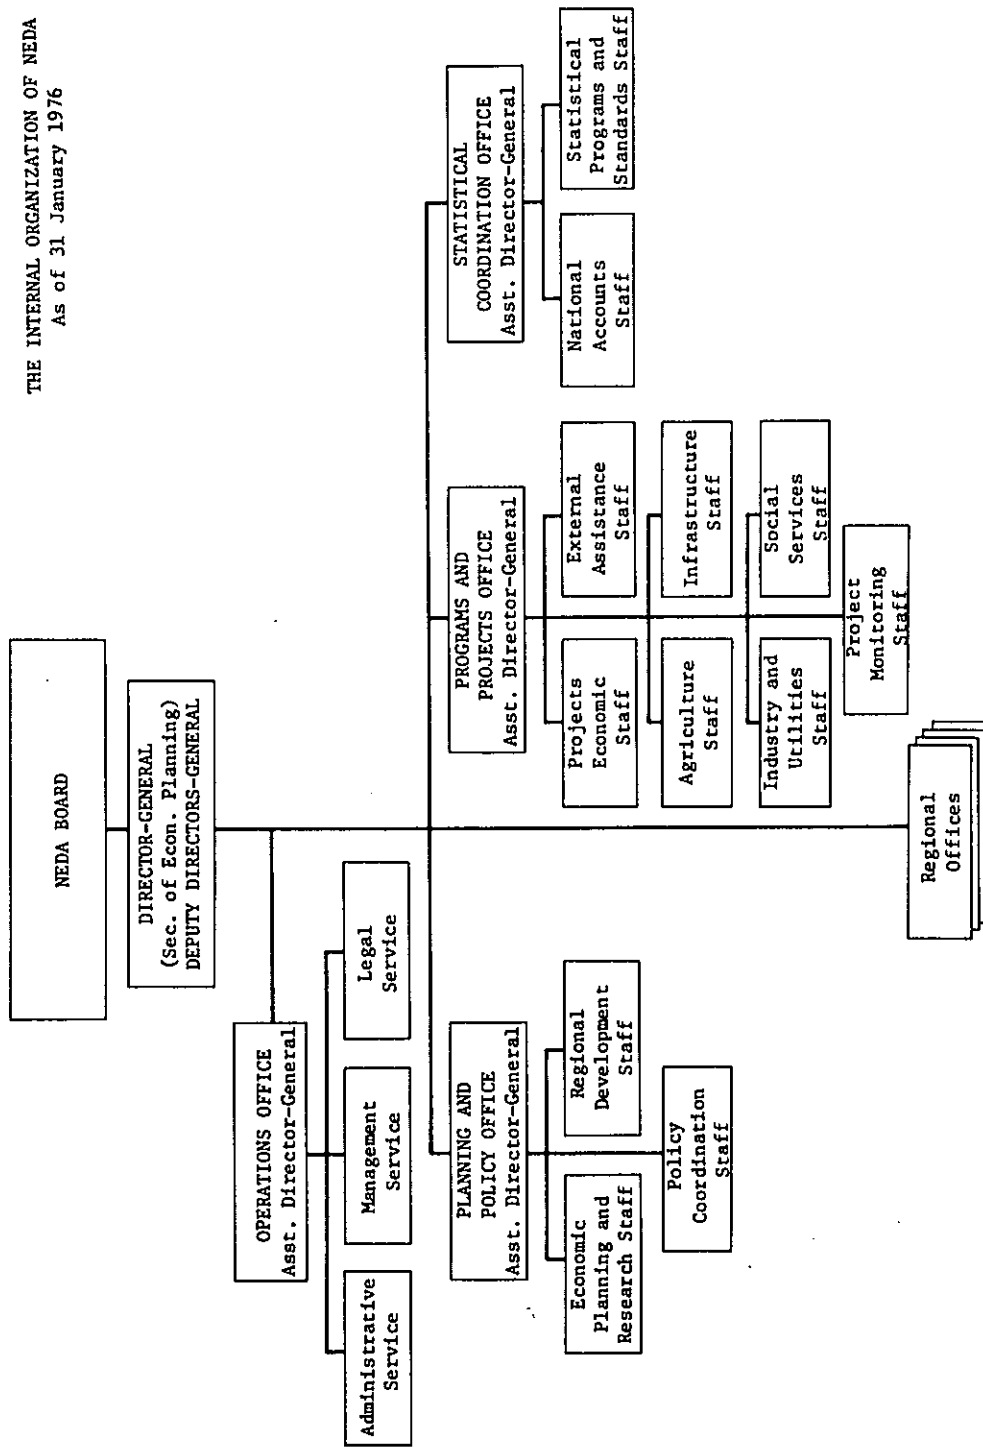 THE INTERNAL ORGANIZATION OF NEDA
As of 31 January 1976
NEDA BOARD
DIRECTOR-GENERAL
(Sec. of Econ. Planning)
DEPUTY DIRECTORS-GENERAL
OPERATIONS OFFICE
Asst. Director-General
Administrative
Service
Management
Service
Legal
Service
PLANNING AND
POLICY OFFICE
Asst. Director-General
Economic
Planning and
Research Staff
Regional
Development
Staff
Policy
Coordination
Staff
PROGRAMS AND
PROJECTS OFFICE
Asst. Director-General
Projects
Economic
Staff
External
Assistance
Staff
Agriculture
Staff
Infrastructure
Staff
Industry and
Utilities
Staff
Social
Services
Staff
Project
Monitoring
Staff
STATISTICAL
COORDINATION OFFICE
Asst. Director-General
National
Accounts
Staff
Statistical
Programs and
Standards Staff
Regional
Offices